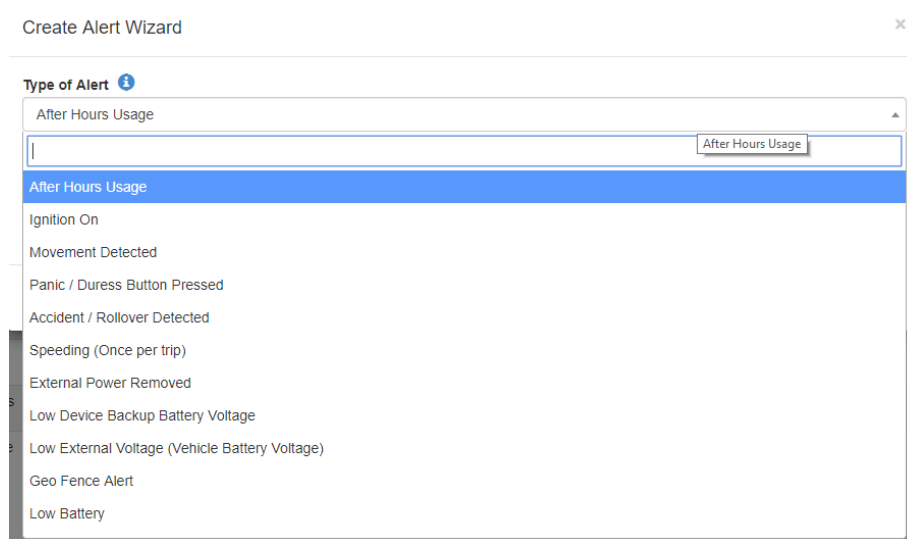 Create Alert Wizard
×
Type of Alert
After Hours Usage
After Hours Usage
After Hours Usage
Ignition On
Movement Detected
Panic / Duress Button Pressed
Accident / Rollover Detected
Speeding (Once per trip)
External Power Removed
s
Low Device Backup Battery Voltage
e
Low External Voltage (Vehicle Battery Voltage)
Geo Fence Alert
Low Battery